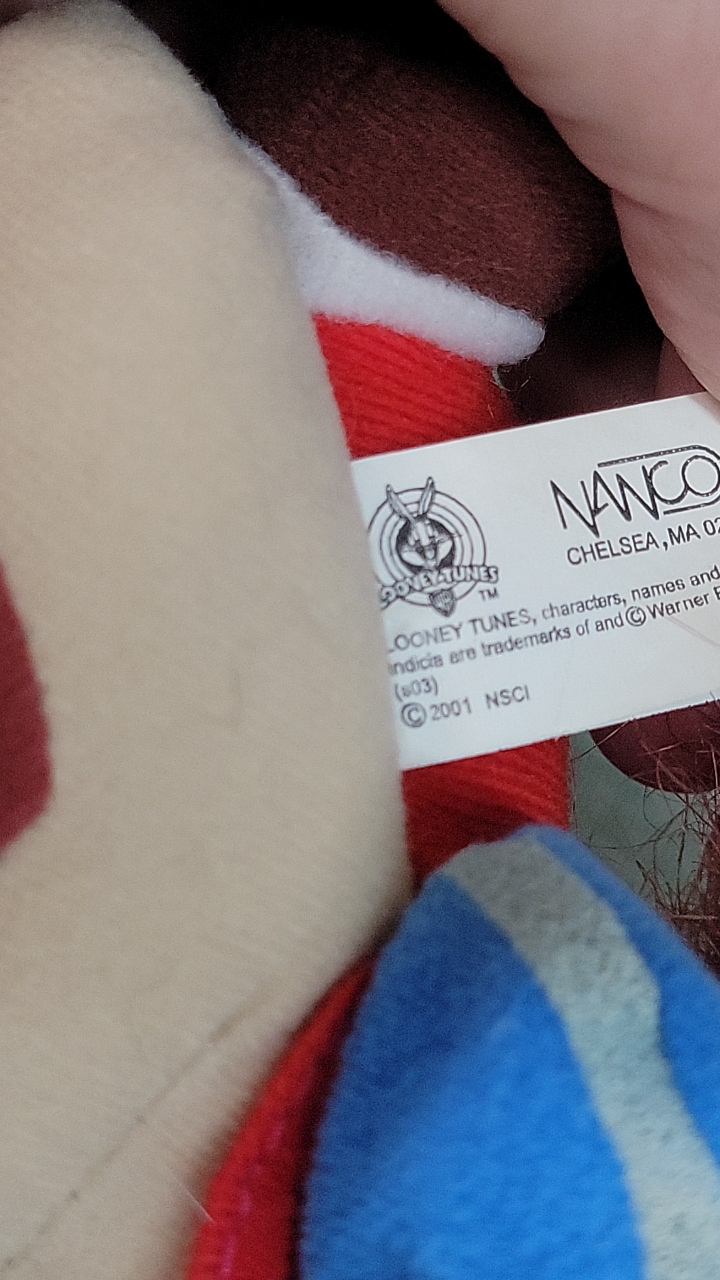 NANCO
CHELSEA, MA 02
LOONEY TUNES
TM
LOONEY TUNES, characters, names and
indicia are trademarks of and © Warner
(s03)
© 2001 NSCI